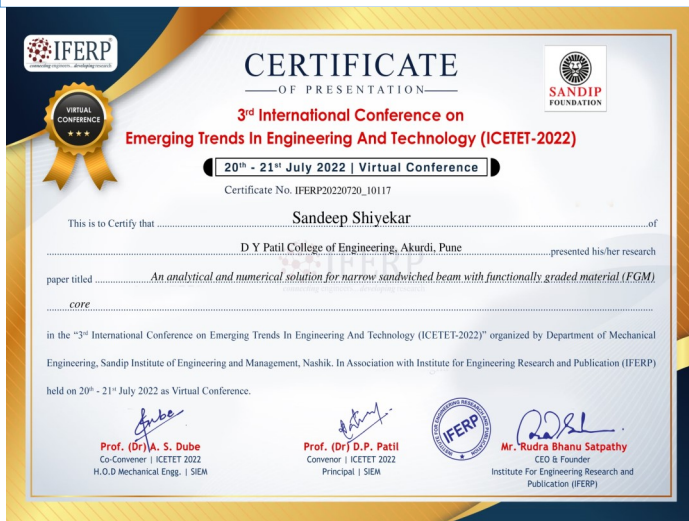 IFERP
connecting engineers... developing research
CERTIFICATE
OF PRESENTATION
SANDIP
FOUNDATION
VIRTUAL
CONFERENCE
3rd International Conference on
Emerging Trends In Engineering And Technology (ICETET-2022)
20th - 21st July 2022 | Virtual Conference
Certificate No. IFERP20220720_10117
This is to Certify that Sandeep Shiyekar of
D Y Patil College of Engineering, Akurdi, Pune presented his/her research
paper titled An analytical and numerical solution for narrow sandwiched beam with functionally graded material (FGM)
core
in the “3rd International Conference on Emerging Trends In Engineering And Technology (ICETET-2022)” organized by Department of Mechanical
Engineering, Sandip Institute of Engineering and Management, Nashik. In Association with Institute for Engineering Research and Publication (IFERP)
held on 20th - 21st July 2022 as Virtual Conference.
Prof. (Dr) A. S. Dube
Co-Convener | ICETET 2022
H.O.D Mechanical Engg. | SIEM
Prof. (Dr) D.P. Patil
Convenor | ICETET 2022
Principal | SIEM
INSTITUTE FOR ENGINEERING RESEARCH AND PUBLICATION
IFERP
Mr. Rudra Bhanu Satpathy
CEO & Founder
Institute For Engineering Research and
Publication (IFERP)